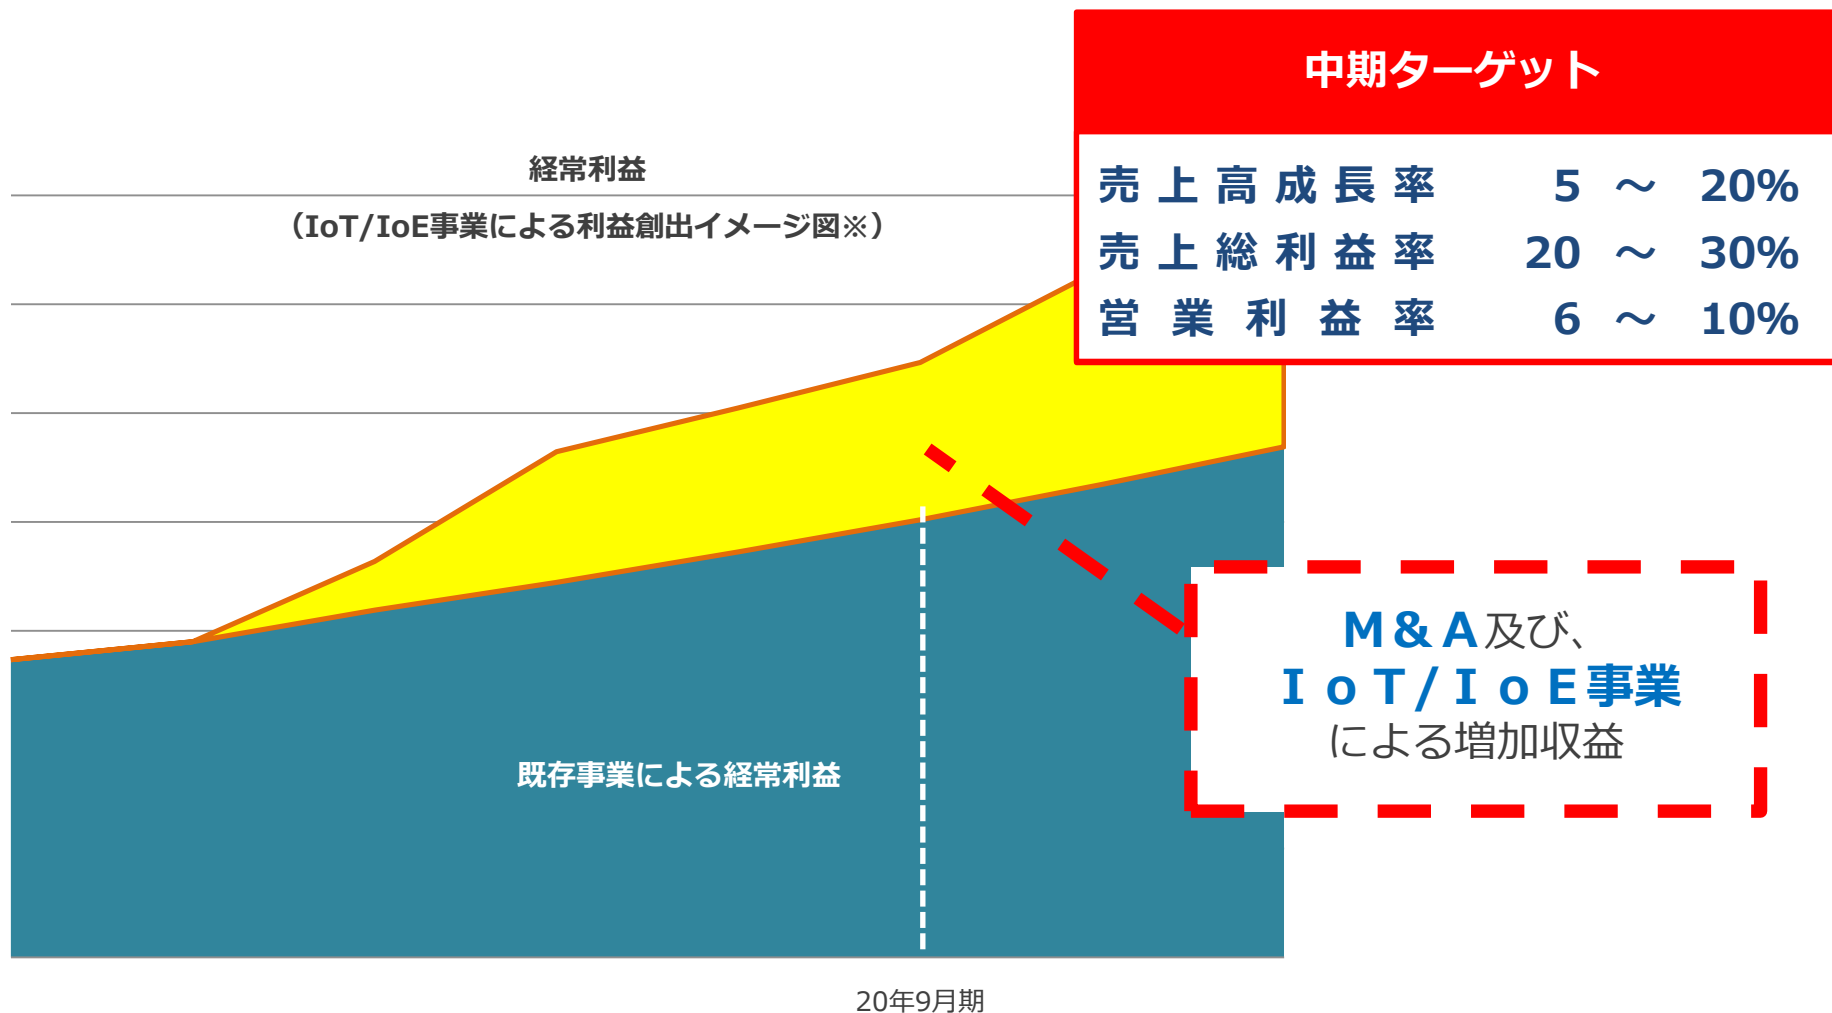 中期ターゲット
売上高成長率 5 ～ 20%
売上総利益率 20 ～ 30%
営業利益率 6 ～ 10%
経常利益
（IoT/IoE事業による利益創出イメージ図※）
M＆A及び、
ＩｏＴ/ＩｏＥ事業
による増加収益
既存事業による経常利益
20年9月期